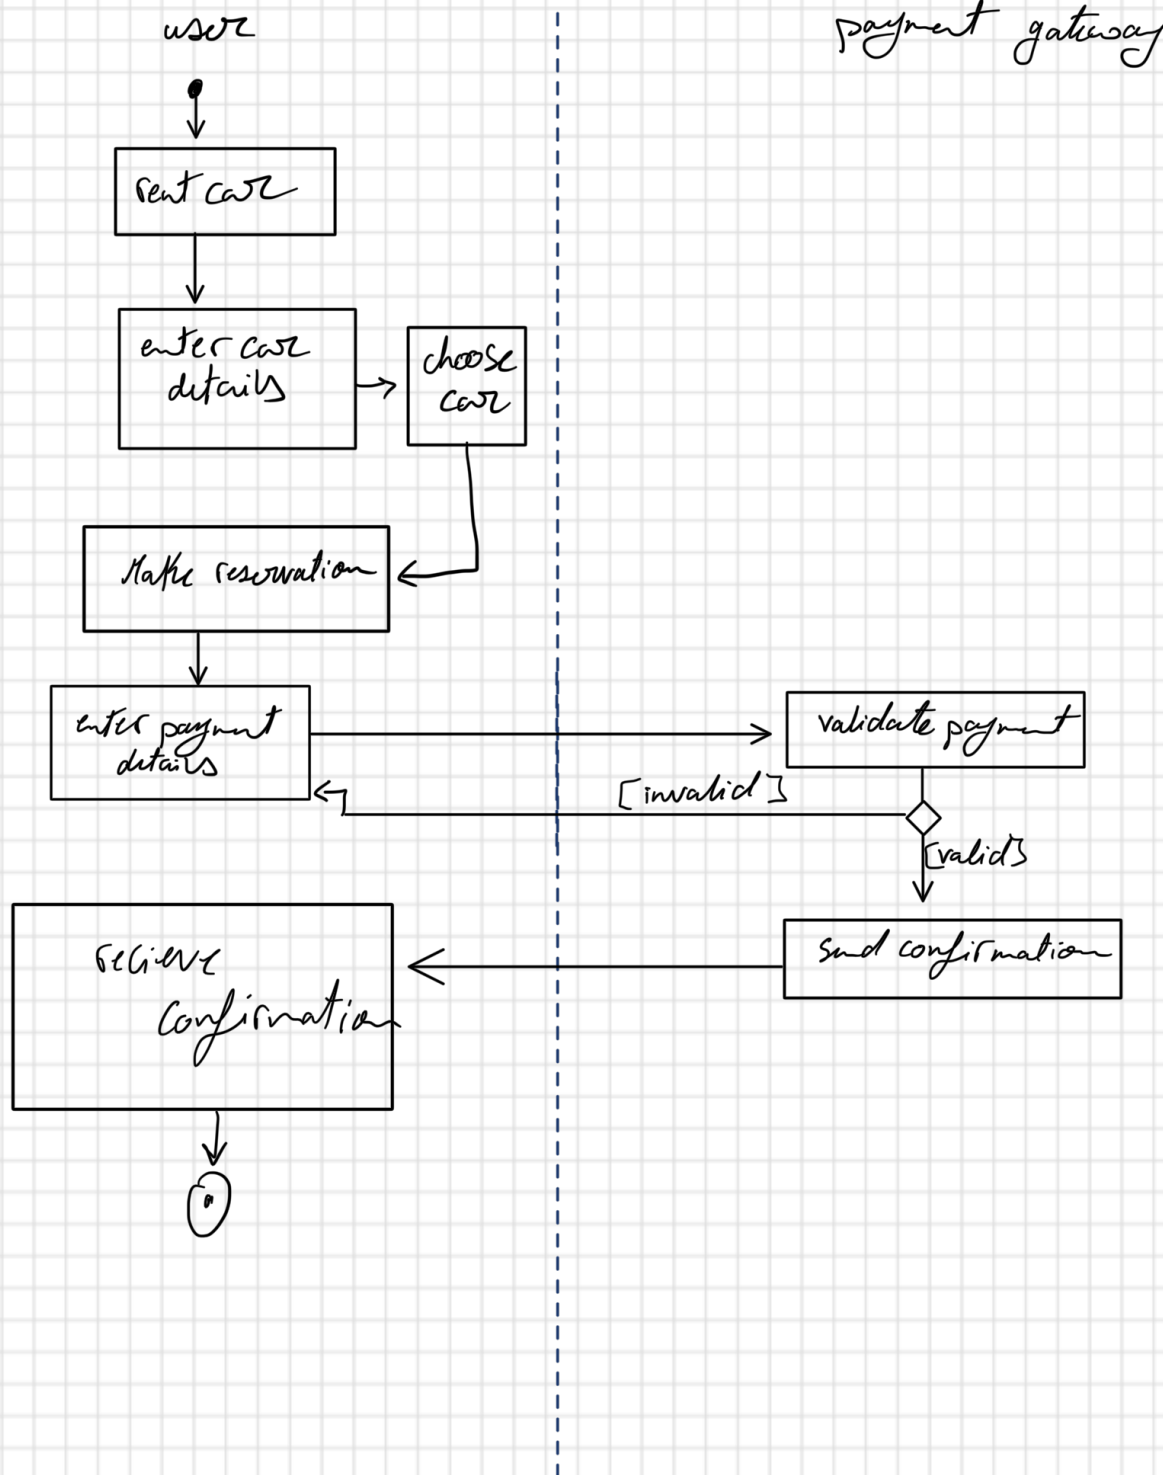 user
payment gateway
rent car
enter car
details
choose
car
Make reservation
enter payment
details
validate payment
[invalid]
[valid]
send confirmation
recieve
confirmation